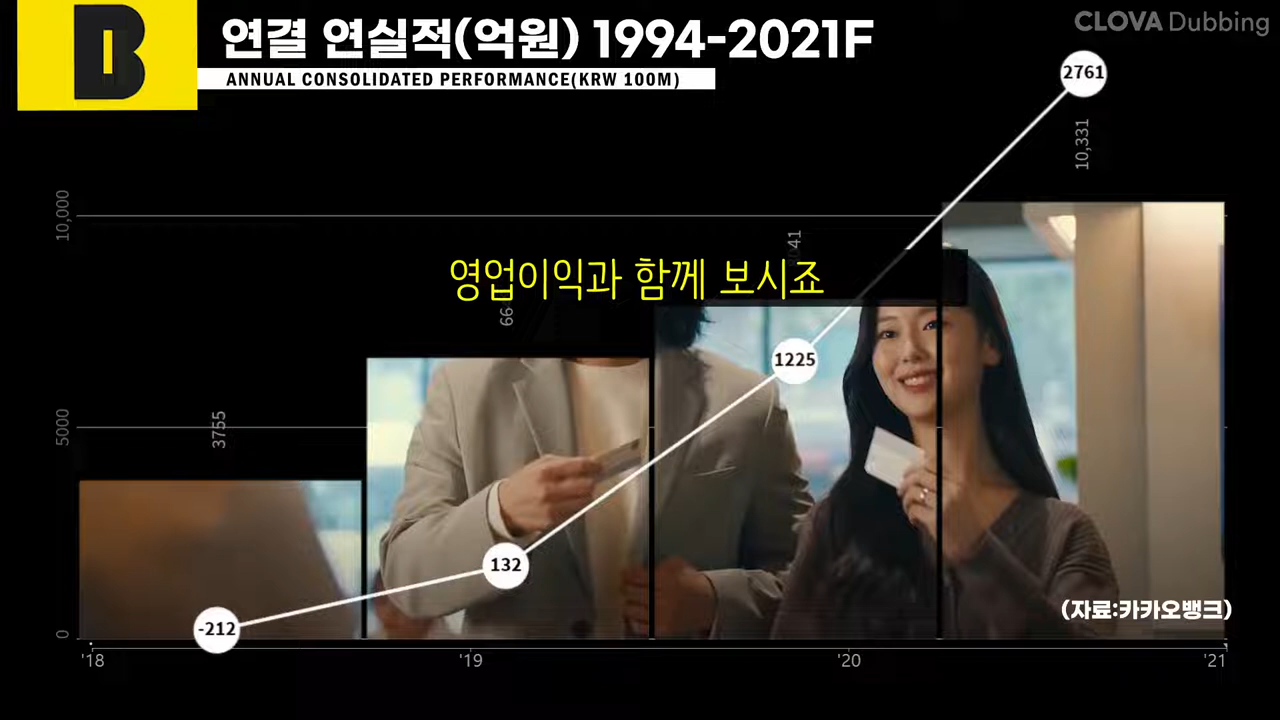 B
연결 연실적(억원) 1994-2021F
CLOVA Dubbing
ANNUAL CONSOLIDATED PERFORMANCE(KRW 100M)
2761
10,331
10,000
41
영업이익과 함께 보시죠
66
1225
5000
3755
132
(자료:카카오뱅크)
-212
0
'18
'19
'20
'21